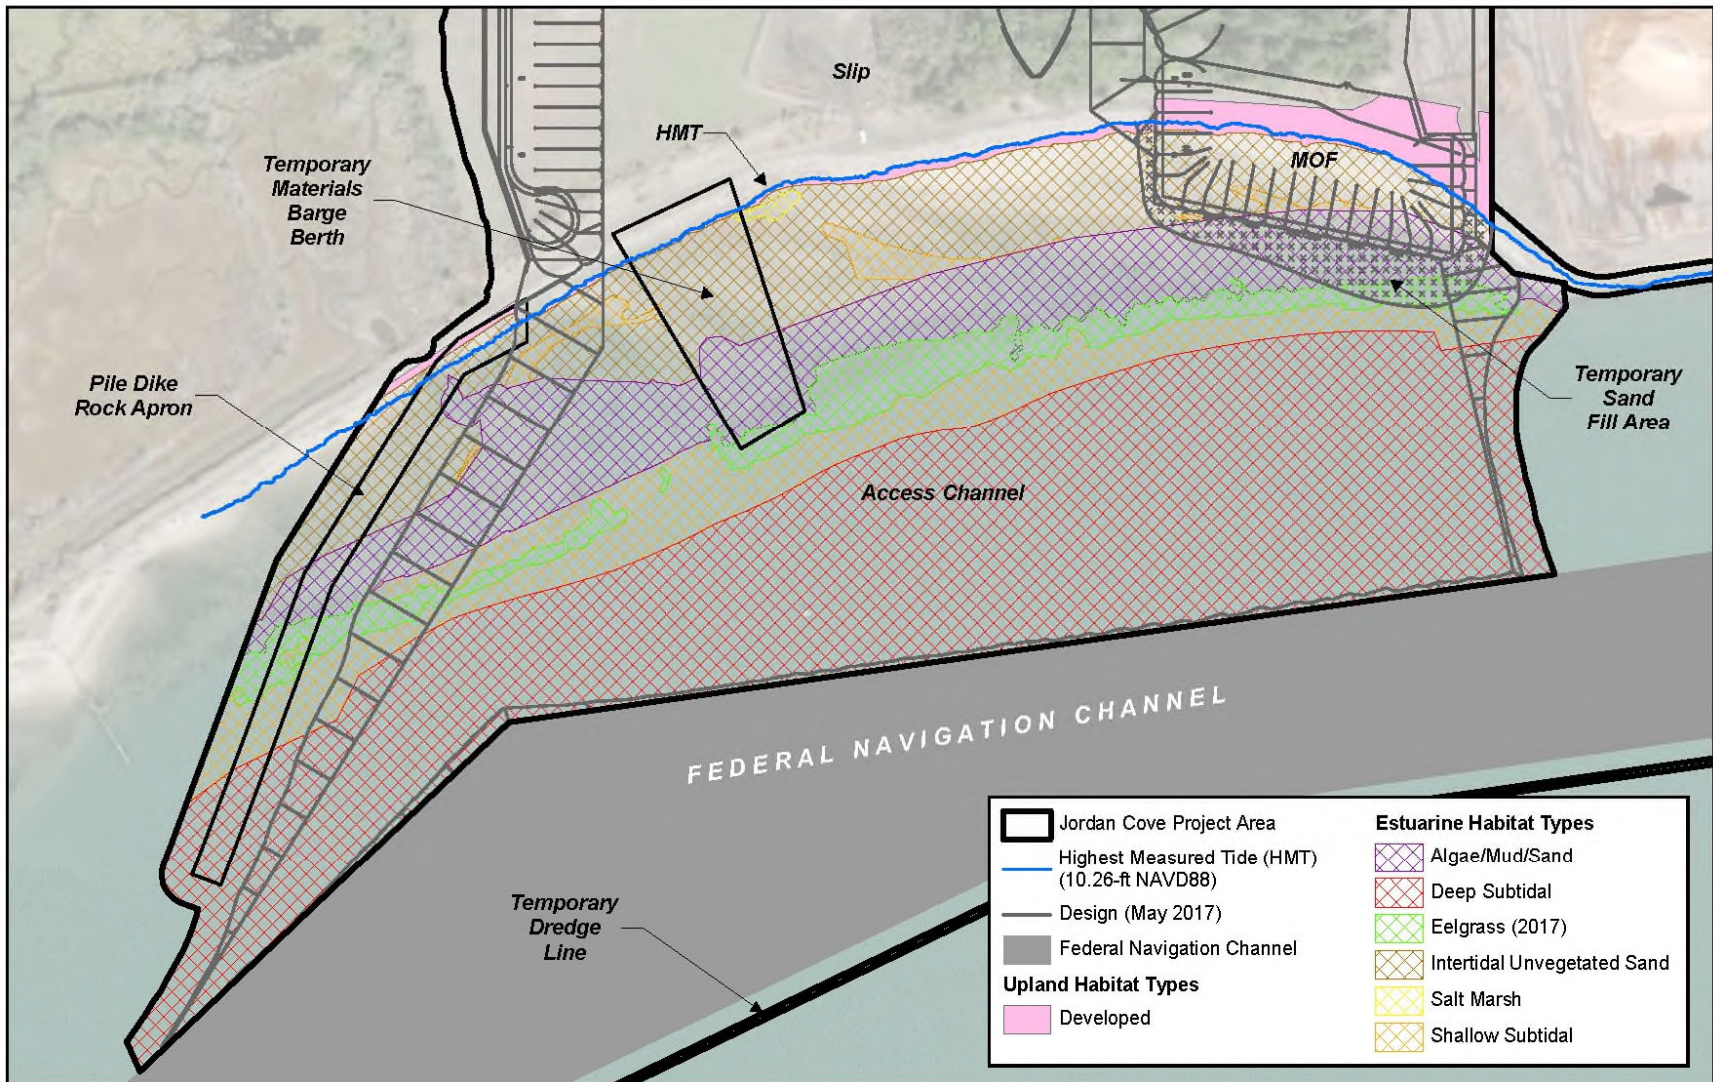 Slip
HMT
MOF
Temporary
Materials
Barge
Berth
Pile Dike
Rock Apron
Temporary
Sand
Fill Area
Access Channel
FEDERAL NAVIGATION CHANNEL
Temporary
Dredge
Line
Jordan Cove Project Area
Highest Measured Tide (HMT)
(10.26-ft NAVD88)
Design (May 2017)
Federal Navigation Channel
Upland Habitat Types
Developed
Estuarine Habitat Types
Algae/Mud/Sand
Deep Subtidal
Eelgrass (2017)
Intertidal Unvegetated Sand
Salt Marsh
Shallow Subtidal